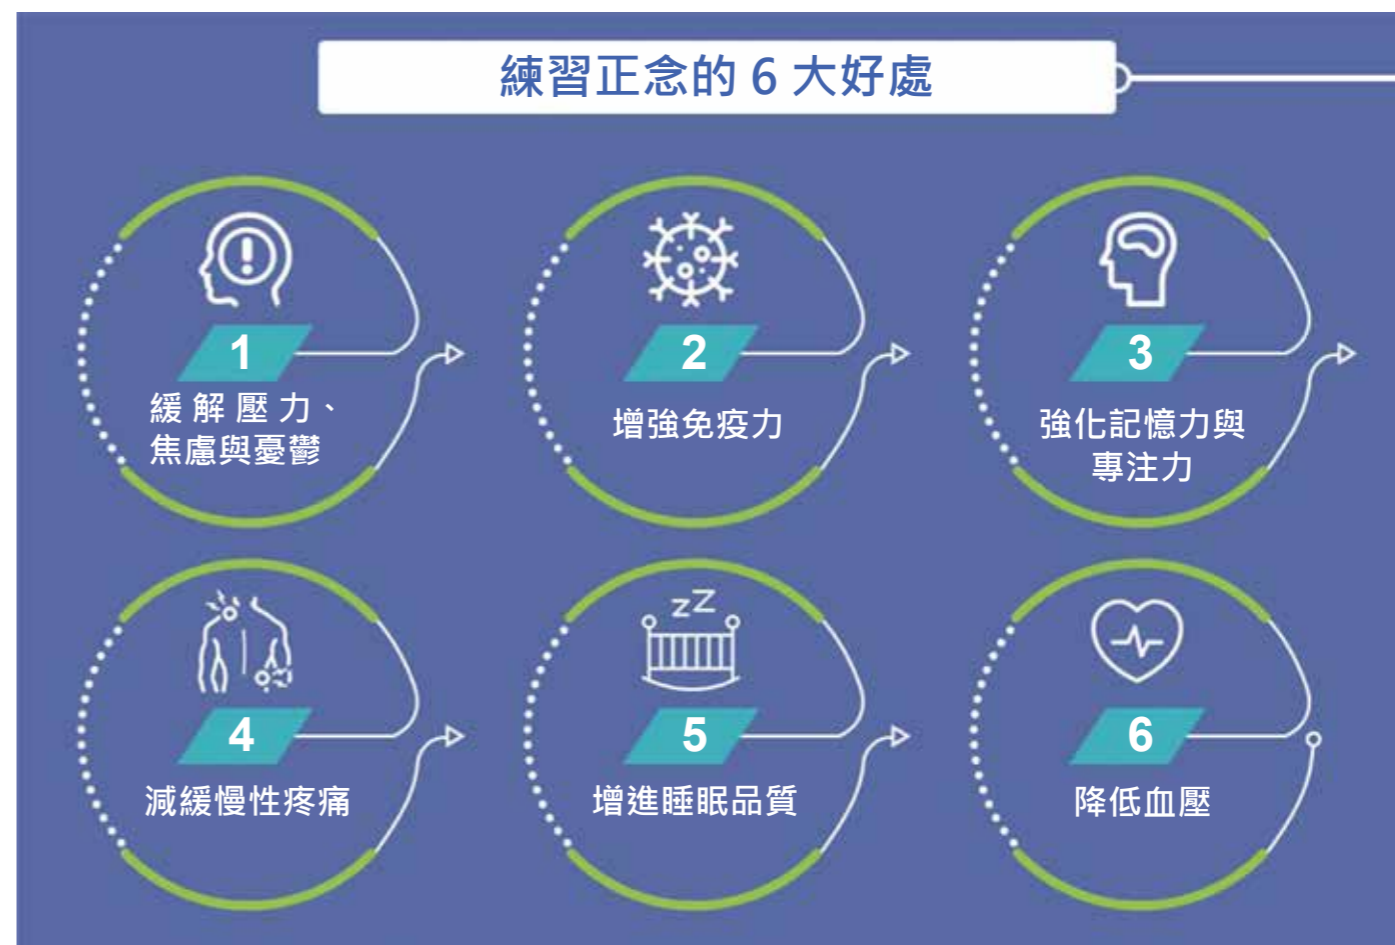 練習正念的 6 大好處
1
緩解壓力、
焦慮與憂鬱
2
增強免疫力
3
強化記憶力與
專注力
4
減緩慢性疼痛
zZ
5
增進睡眠品質
6
降低血壓